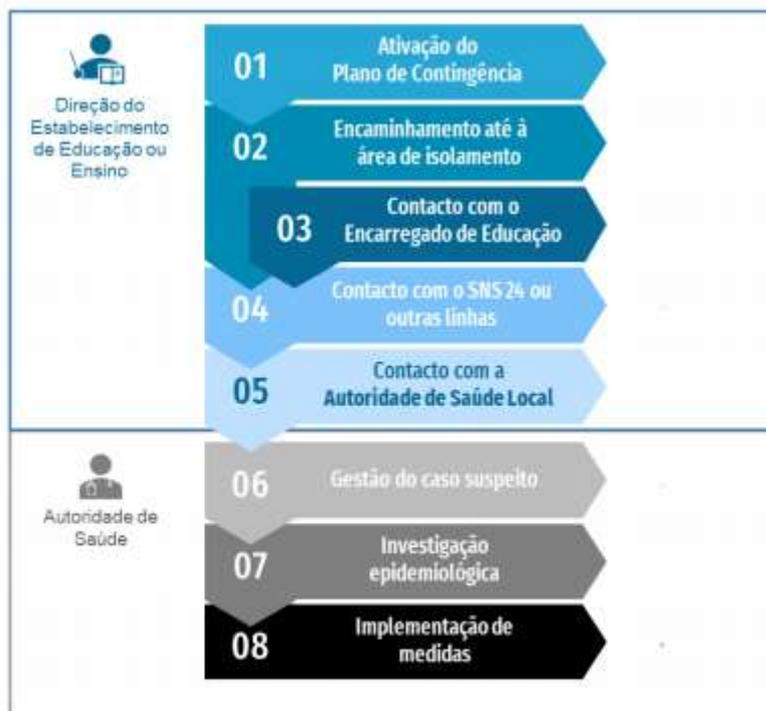 Direção do
Estabelecimento
de Educação ou
Ensino
01
Ativação do
Plano de Contingência
02
Encaminhamento até à
área de isolamento
03
Contacto com o
Encarregado de Educação
04
Contacto com o SNS 24 ou
outras linhas
05
Contacto com a
Autoridade de Saúde Local
Autoridade de
Saúde
06
Gestão do caso suspeito
07
Investigação
epidemiológica
08
Implementação de
medidas